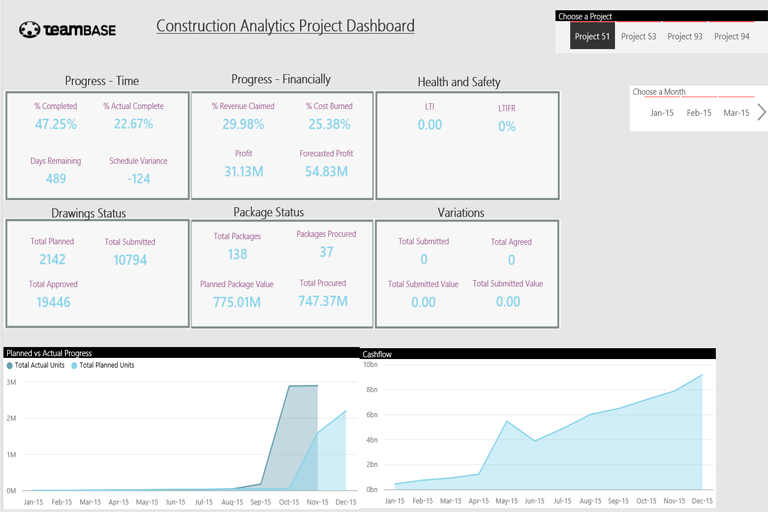 TEAMBASE
Construction Analytics Project Dashboard
Choose a Project
Project 51 Project 53 Project 93 Project 94
Choose a Month
Jan-15 Feb-15 Mar-15
Progress - Time
% Completed % Actual Complete
47.25% 22.67%
Days Remaining Schedule Variance
489 -124
Progress - Financially
% Revenue Claimed % Cost Burned
29.98% 25.38%
Profit Forecasted Profit
31.13M 54.83M
Health and Safety
LTI LTIFR
0.00 0%
Drawings Status
Total Planned Total Submitted
2142 10794
Total Approved
19446
Package Status
Total Packages Packages Procured
138 37
Planned Package Value Total Procured
775.01M 747.37M
Variations
Total Submitted Total Agreed
0 0
Total Submitted Value Total Submitted Value
0.00 0.00
Planned vs Actual Progress
Total Actual Units Total Planned Units
3M
2M
1M
0M
Jan-15 Feb-15 Mar-15 Apr-15 May-15 Jun-15 Jul-15 Aug-15 Sep-15 Oct-15 Nov-15 Dec-15
Cashflow
10bn
8bn
6bn
4bn
2bn
0bn
Jan-15 Feb-15 Mar-15 Apr-15 May-15 Jun-15 Jul-15 Aug-15 Sep-15 Oct-15 Nov-15 Dec-15